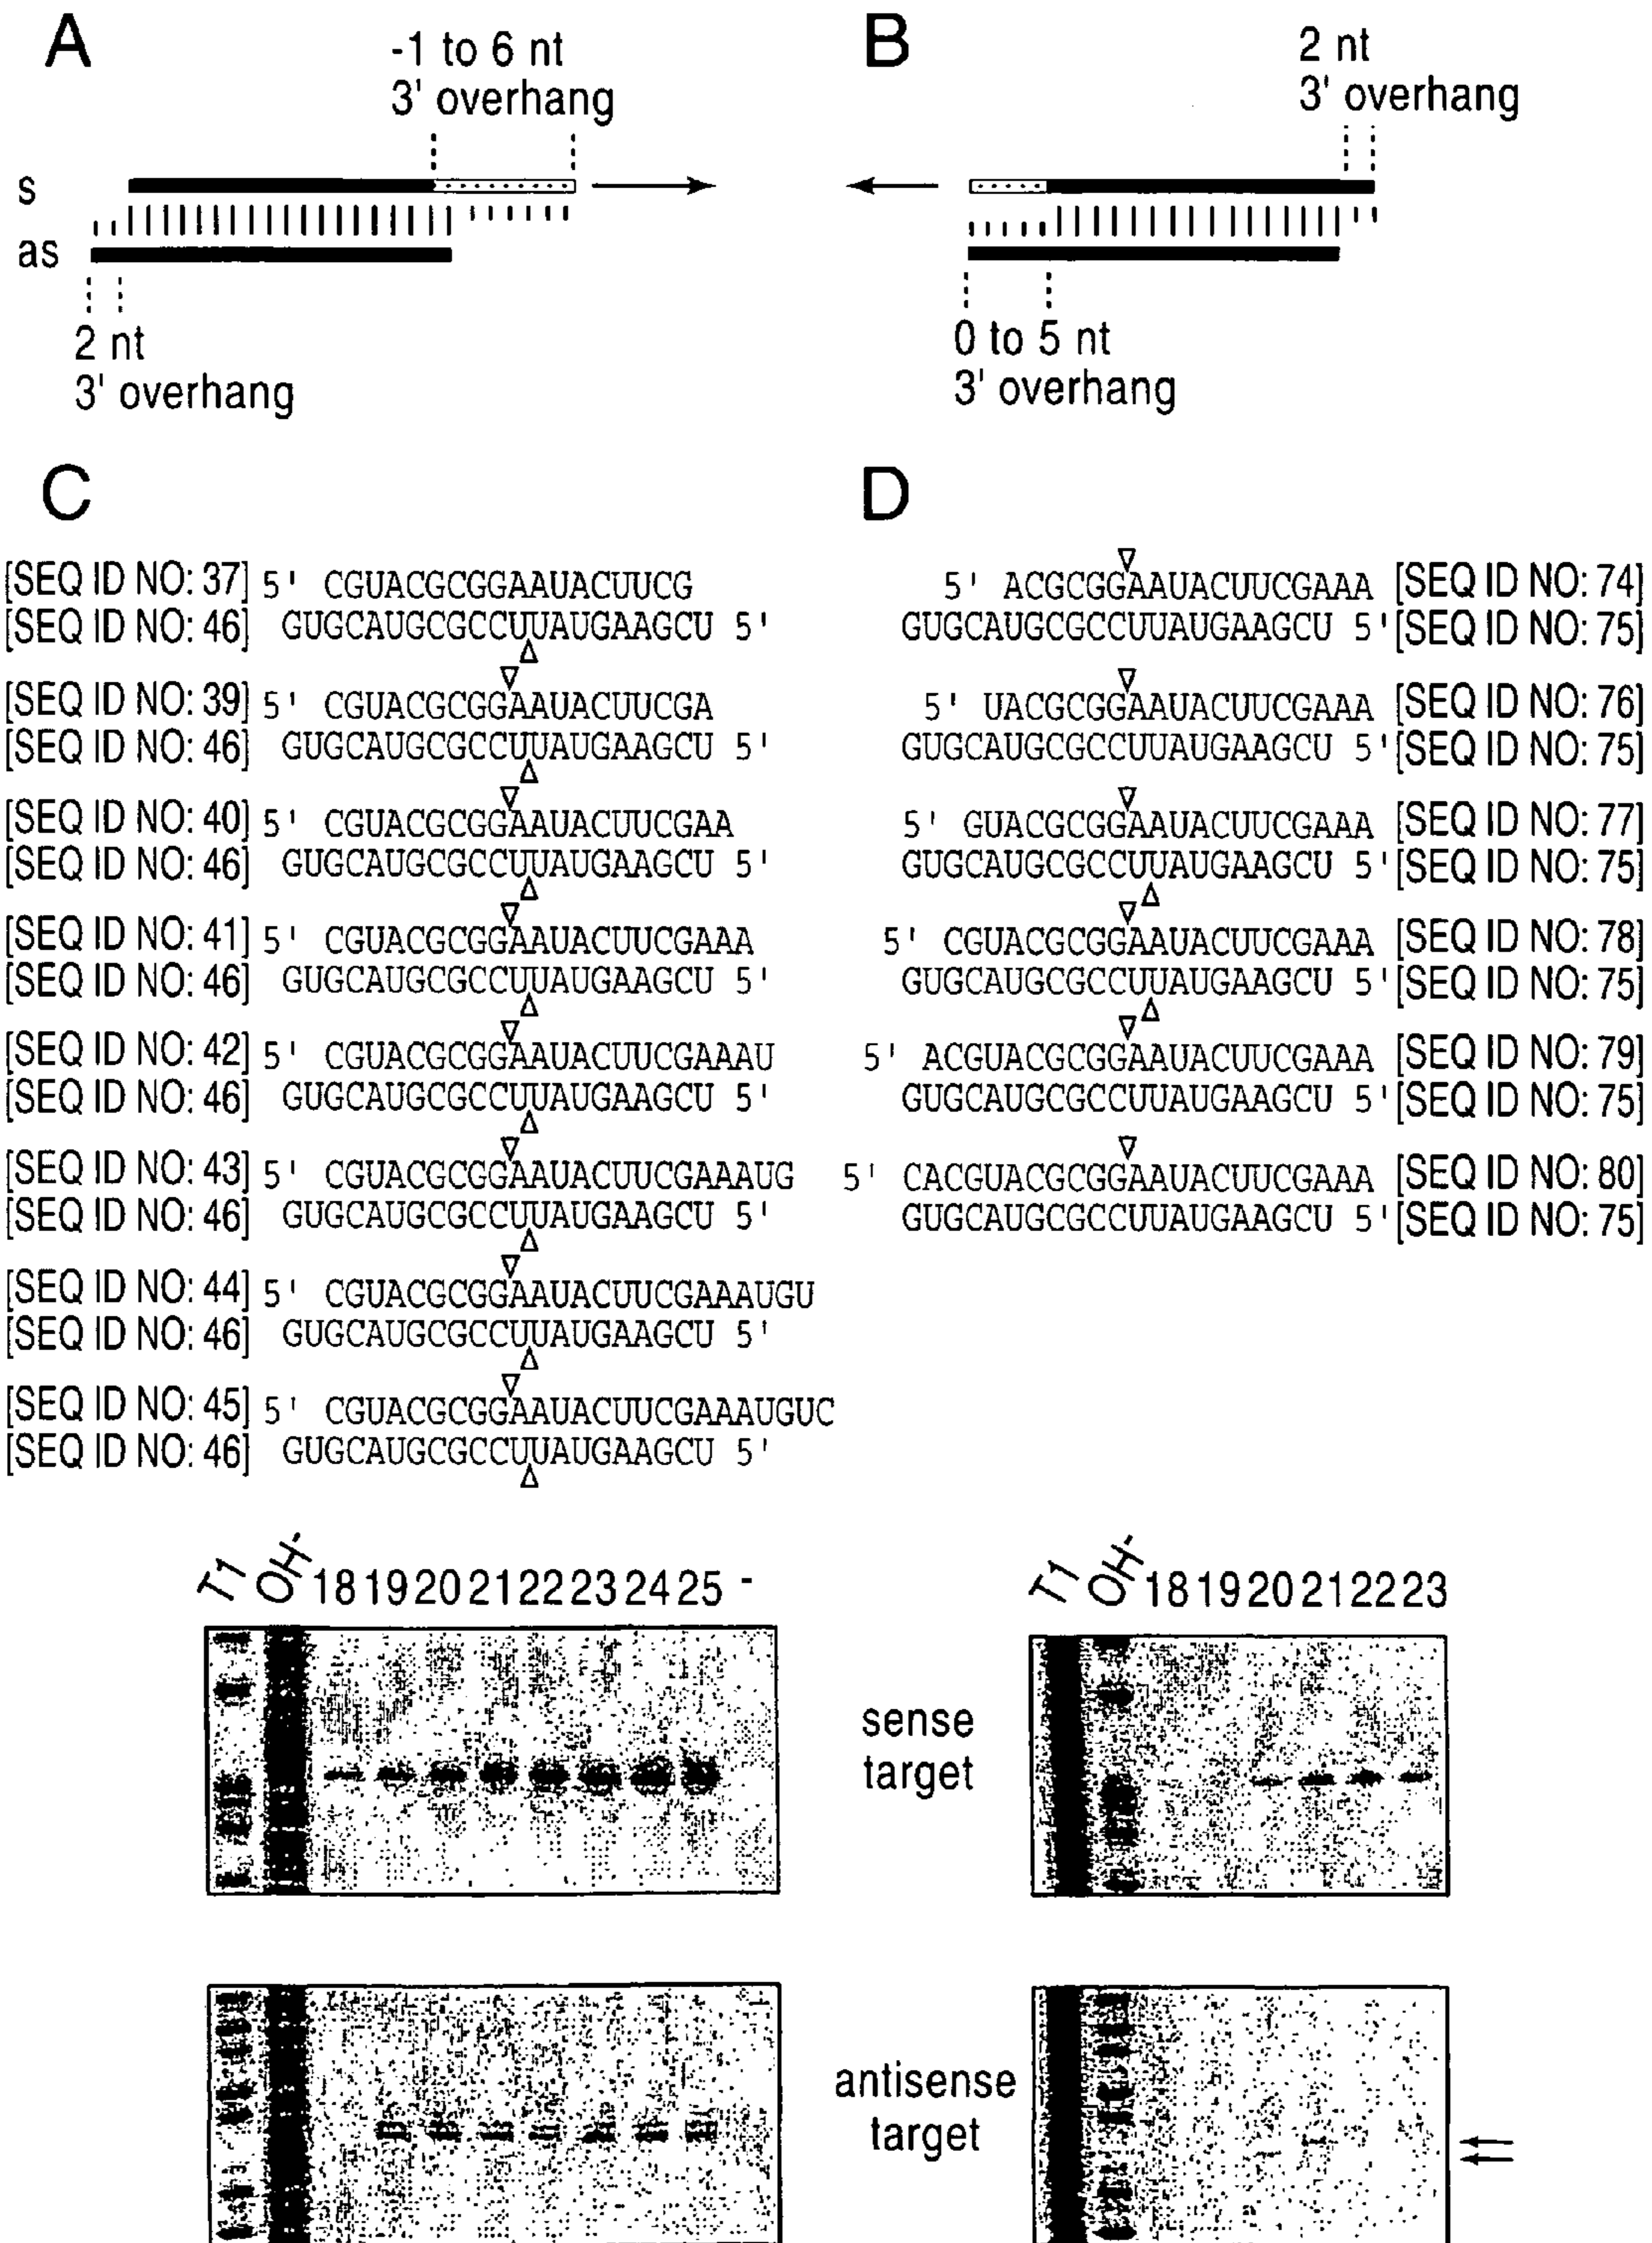 A
-1 to 6 nt
3' overhang
s
as
2 nt
3' overhang
B
2 nt
3' overhang
0 to 5 nt
3' overhang
C
[SEQ ID NO: 37] 5' CGUACGCGGAAUACUUCG
[SEQ ID NO: 46] GUGCAUGCGCCUUAUGAAGCU 5'
[SEQ ID NO: 39] 5' CGUACGCGGAAUACUUCGA
[SEQ ID NO: 46] GUGCAUGCGCCUUAUGAAGCU 5'
[SEQ ID NO: 40] 5' CGUACGCGGAAUACUUCGAA
[SEQ ID NO: 46] GUGCAUGCGCCUUAUGAAGCU 5'
[SEQ ID NO: 41] 5' CGUACGCGGAAUACUUCGAAA
[SEQ ID NO: 46] GUGCAUGCGCCUUAUGAAGCU 5'
[SEQ ID NO: 42] 5' CGUACGCGGAAUACUUCGAAAU
[SEQ ID NO: 46] GUGCAUGCGCCUUAUGAAGCU 5'
[SEQ ID NO: 43] 5' CGUACGCGGAAUACUUCGAAAUG
[SEQ ID NO: 46] GUGCAUGCGCCUUAUGAAGCU 5'
[SEQ ID NO: 44] 5' CGUACGCGGAAUACUUCGAAAUGU
[SEQ ID NO: 46] GUGCAUGCGCCUUAUGAAGCU 5'
[SEQ ID NO: 45] 5' CGUACGCGGAAUACUUCGAAAUGUC
[SEQ ID NO: 46] GUGCAUGCGCCUUAUGAAGCU 5'
D
5' ACGCGGAAUACUUCGAAA [SEQ ID NO: 74]
GUGCAUGCGCCUUAUGAAGCU 5' [SEQ ID NO: 75]
5' UACGCGGAAUACUUCGAAA [SEQ ID NO: 76]
GUGCAUGCGCCUUAUGAAGCU 5' [SEQ ID NO: 75]
5' GUACGCGGAAUACUUCGAAA [SEQ ID NO: 77]
GUGCAUGCGCCUUAUGAAGCU 5' [SEQ ID NO: 75]
5' CGUACGCGGAAUACUUCGAAA [SEQ ID NO: 78]
GUGCAUGCGCCUUAUGAAGCU 5' [SEQ ID NO: 75]
5' ACGUACGCGGAAUACUUCGAAA [SEQ ID NO: 79]
GUGCAUGCGCCUUAUGAAGCU 5' [SEQ ID NO: 75]
5' CACGUACGCGGAAUACUUCGAAA [SEQ ID NO: 80]
GUGCAUGCGCCUUAUGAAGCU 5' [SEQ ID NO: 75]
T1 OH- 18 19 20 21 22 23 24 25 -
T1 OH- 18 19 20 21 22 23
sense
target
antisense
target